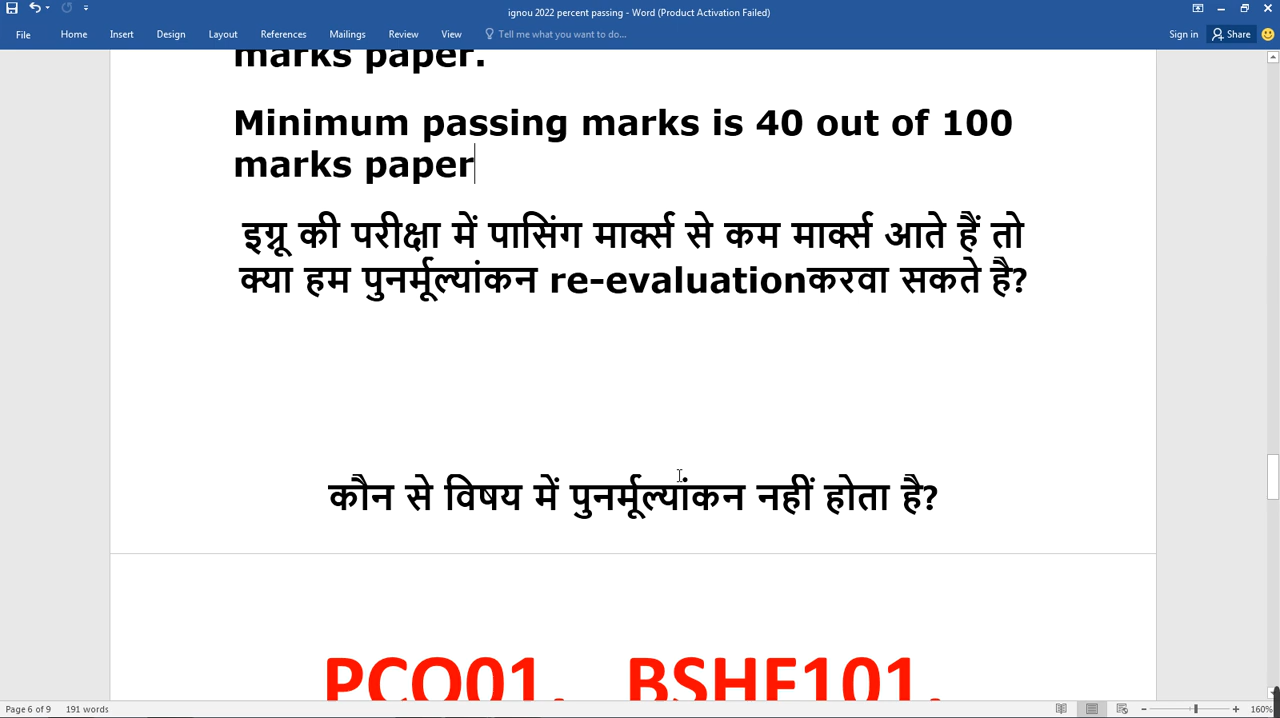 ignou 2022 percent passing - Word (Product Activation Failed)
File Home Insert Design Layout References Mailings Review View Tell me what you want to do... Sign in Share
marks paper.
Minimum passing marks is 40 out of 100
marks paper
इग्नू की परीक्षा में पासिंग मार्क्स से कम मार्क्स आते हैं तो
क्या हम पुनर्मूल्यांकन re-evaluationकरवा सकते है?
कौन से विषय में पुनर्मूल्यांकन नहीं होता है?
PCO01, BSHF101,
Page 6 of 9 191 words 160%